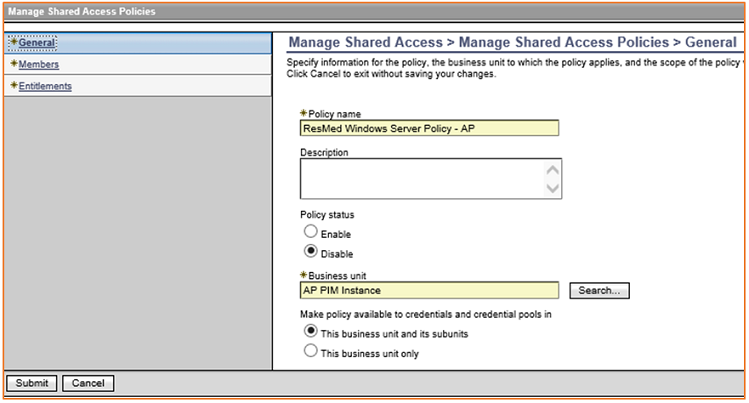 Manage Shared Access Policies
✳General
✳Members
✳Entitlements
Manage Shared Access > Manage Shared Access Policies > General
Specify information for the policy, the business unit to which the policy applies, and the scope of the policy
Click Cancel to exit without saving your changes.
✳Policy name
ResMed Windows Server Policy - AP
Description
Policy status
Enable
Disable
✳Business unit
AP PIM Instance
Search...
Make policy available to credentials and credential pools in
This business unit and its subunits
This business unit only
Submit Cancel